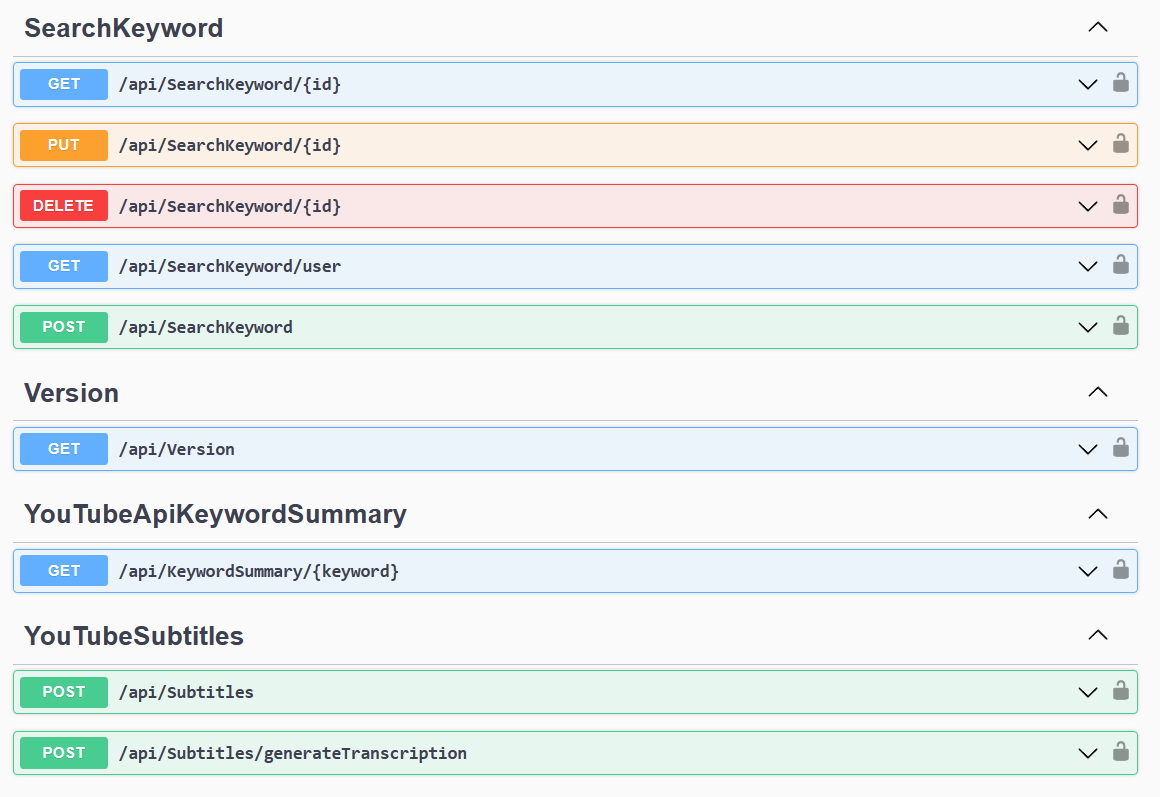 SearchKeyword
GET /api/SearchKeyword/{id}
PUT /api/SearchKeyword/{id}
DELETE /api/SearchKeyword/{id}
GET /api/SearchKeyword/user
POST /api/SearchKeyword
Version
GET /api/Version
YouTubeApiKeywordSummary
GET /api/KeywordSummary/{keyword}
YouTubeSubtitles
POST /api/Subtitles
POST /api/Subtitles/generateTranscription